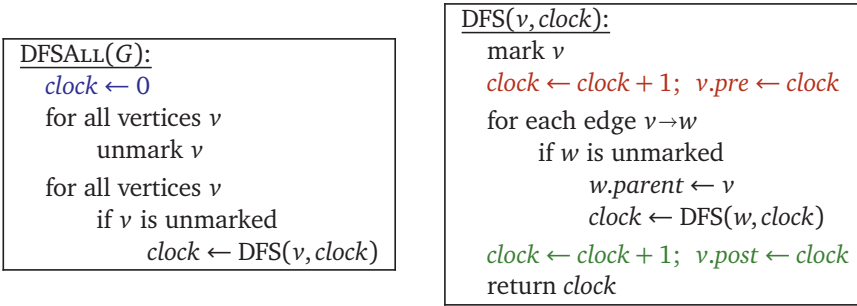 DFSALL(G):
clock ← 0
for all vertices v
unmark v
for all vertices v
if v is unmarked
clock ← DFS(v, clock)
DFS(v, clock):
mark v
clock ← clock + 1; v.pre ← clock
for each edge v→w
if w is unmarked
w.parent ← v
clock ← DFS(w, clock)
clock ← clock + 1; v.post ← clock
return clock